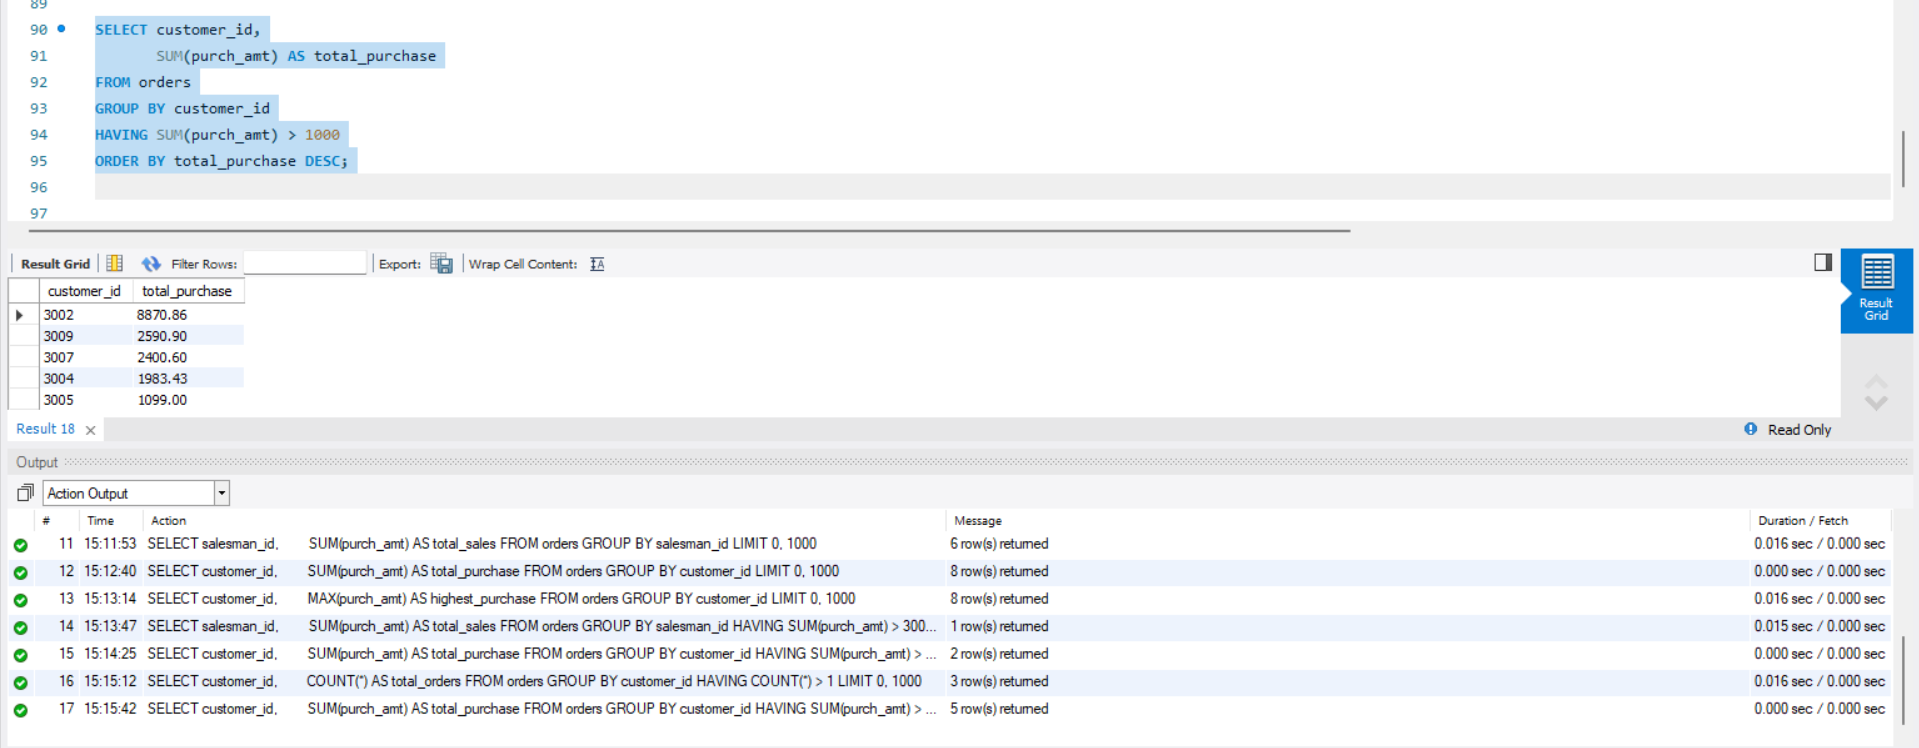 89
90 SELECT customer_id,
91 SUM(purch_amt) AS total_purchase
92 FROM orders
93 GROUP BY customer_id
94 HAVING SUM(purch_amt) > 1000
95 ORDER BY total_purchase DESC;
96
97
Result Grid Filter Rows: Export: Wrap Cell Content: IA
Result Grid
customer_id total_purchase
3002 8870.86
3009 2590.90
3007 2400.60
3004 1983.43
3005 1099.00
Result 18 × Read Only
Output
Action Output
# Time Action Message Duration / Fetch
11 15:11:53 SELECT salesman_id, SUM(purch_amt) AS total_sales FROM orders GROUP BY salesman_id LIMIT 0, 1000 6 row(s) returned 0.016 sec / 0.000 sec
12 15:12:40 SELECT customer_id, SUM(purch_amt) AS total_purchase FROM orders GROUP BY customer_id LIMIT 0, 1000 8 row(s) returned 0.000 sec / 0.000 sec
13 15:13:14 SELECT customer_id, MAX(purch_amt) AS highest_purchase FROM orders GROUP BY customer_id LIMIT 0, 1000 8 row(s) returned 0.016 sec / 0.000 sec
14 15:13:47 SELECT salesman_id, SUM(purch_amt) AS total_sales FROM orders GROUP BY salesman_id HAVING SUM(purch_amt) > 300... 1 row(s) returned 0.015 sec / 0.000 sec
15 15:14:25 SELECT customer_id, SUM(purch_amt) AS total_purchase FROM orders GROUP BY customer_id HAVING SUM(purch_amt) > ... 2 row(s) returned 0.000 sec / 0.000 sec
16 15:15:12 SELECT customer_id, COUNT(*) AS total_orders FROM orders GROUP BY customer_id HAVING COUNT(*) > 1 LIMIT 0, 1000 3 row(s) returned 0.016 sec / 0.000 sec
17 15:15:42 SELECT customer_id, SUM(purch_amt) AS total_purchase FROM orders GROUP BY customer_id HAVING SUM(purch_amt) > ... 5 row(s) returned 0.000 sec / 0.000 sec